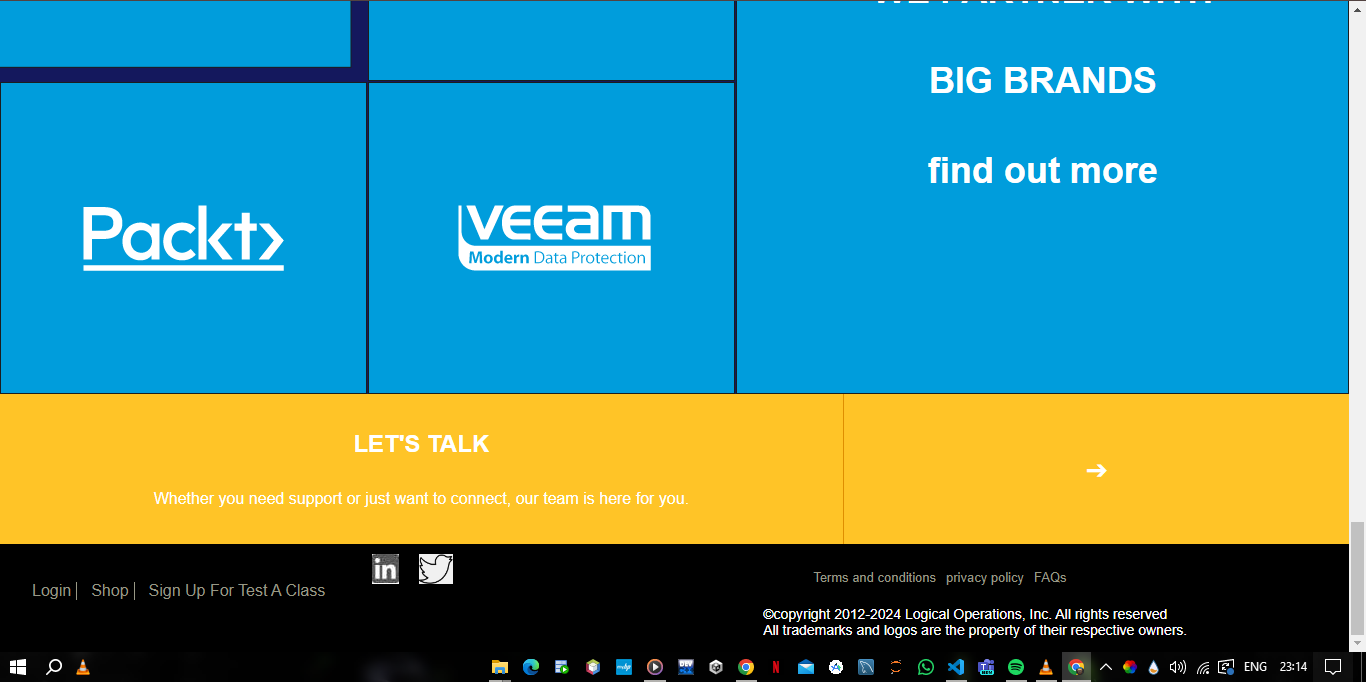 WE PARTNER WITH
BIG BRANDS
find out more
Packt>
veeam
Modern Data Protection
LET'S TALK
Whether you need support or just want to connect, our team is here for you.
➔
in
Login | Shop | Sign Up For Test A Class
Terms and conditions privacy policy FAQs
©copyright 2012-2024 Logical Operations, Inc. All rights reserved
All trademarks and logos are the property of their respective owners.
ENG 23:14